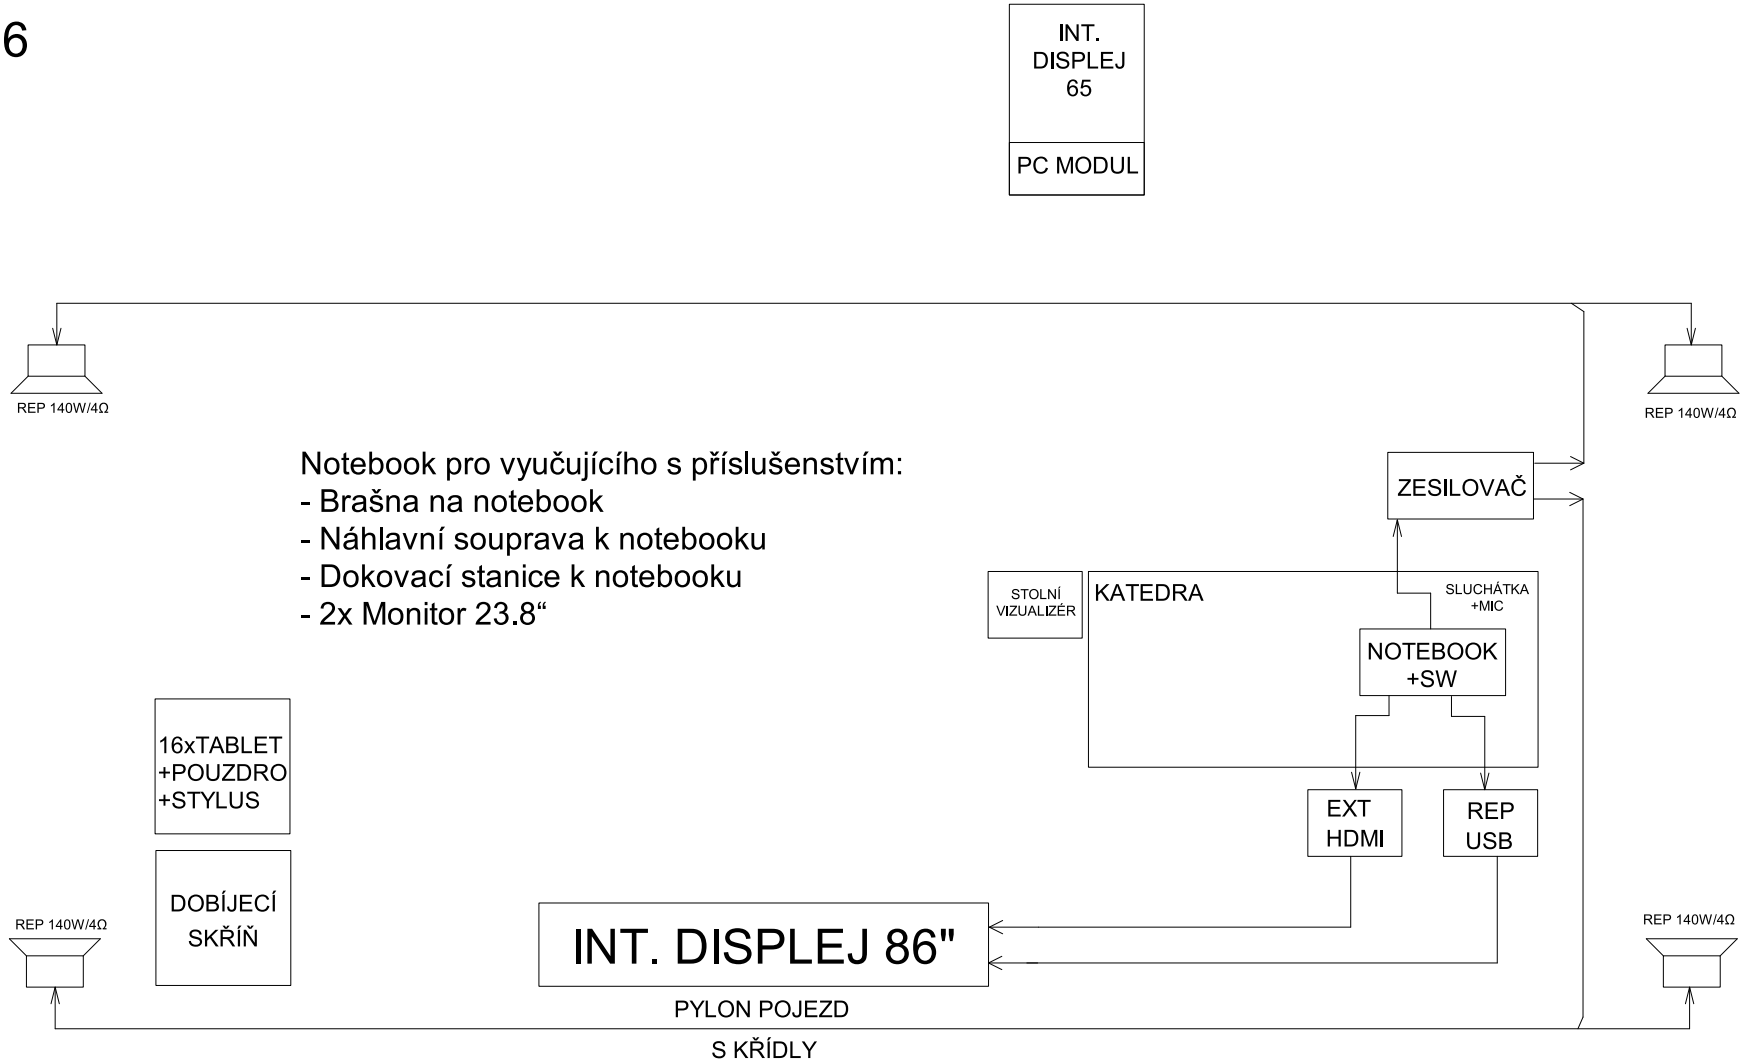 6
INT.
DISPLEJ
65
PC MODUL
REP 140W/4Ω
REP 140W/4Ω
Notebook pro vyučujícího s příslušenstvím:
- Brašna na notebook
- Náhlavní souprava k notebooku
- Dokovací stanice k notebooku
- 2x Monitor 23.8“
ZESILOVAČ
STOLNÍ
VIZUALIZÉR
KATEDRA
SLUCHÁTKA
+MIC
NOTEBOOK
+SW
16xTABLET
+POUZDRO
+STYLUS
EXT
HDMI
REP
USB
DOBÍJECÍ
SKŘÍŇ
REP 140W/4Ω
INT. DISPLEJ 86"
REP 140W/4Ω
PYLON POJEZD
S KŘÍDLY